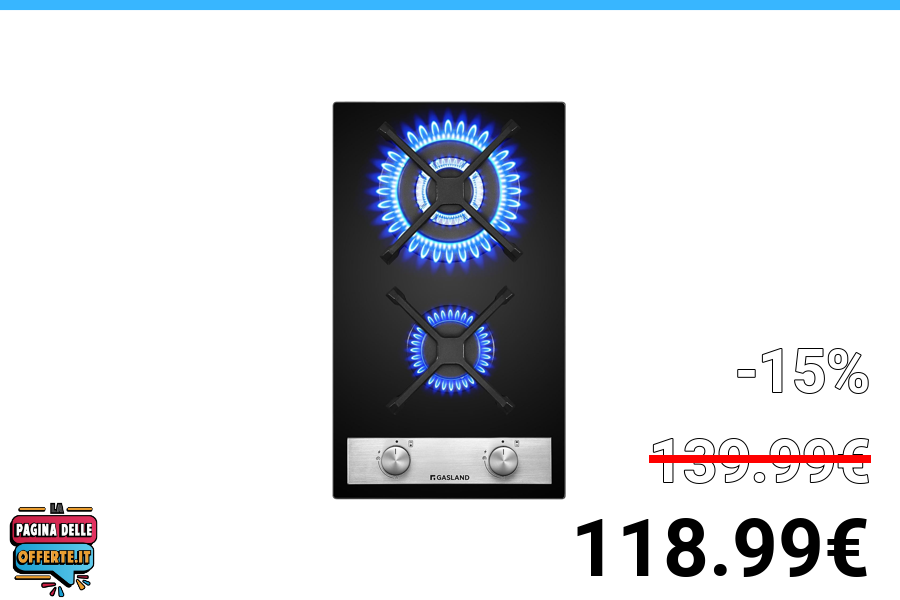 GASLAND
-15%
139.99€
118.99€
LA
PAGINA DELLE
OFFERTE.IT